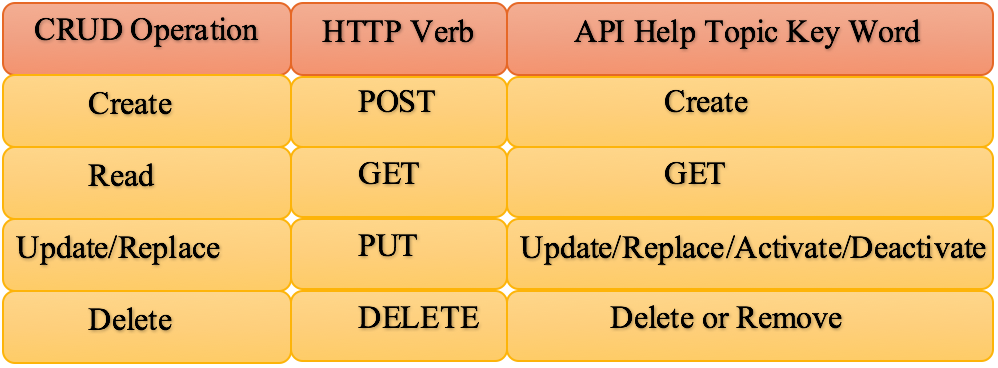 CRUD Operation HTTP Verb API Help Topic Key Word
Create POST Create
Read GET GET
Update/Replace PUT Update/Replace/Activate/Deactivate
Delete DELETE Delete or Remove